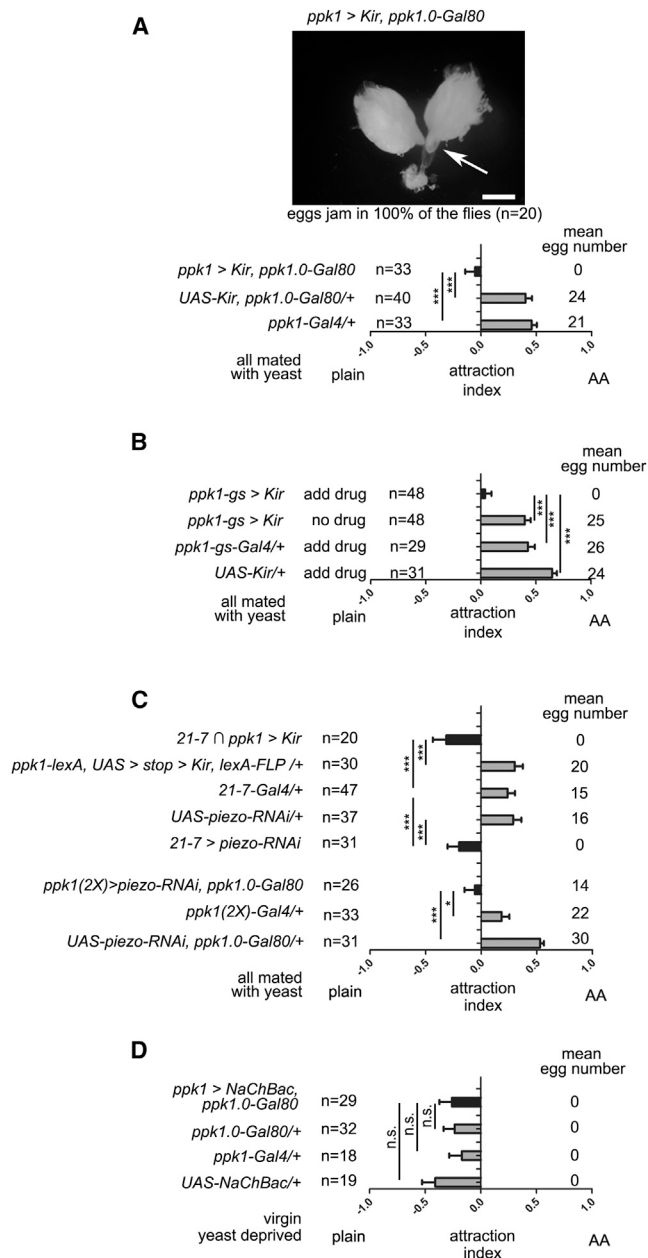 A
ppk1 > Kir, ppk1.0-Gal80
eggs jam in 100% of the flies (n=20)
mean
egg number
ppk1 > Kir, ppk1.0-Gal80 n=33 *** *** 0
UAS-Kir, ppk1.0-Gal80/+ n=40 24
ppk1-Gal4/+ n=33 21
-1.0 -0.5 0.0 0.5 1.0
all mated
with yeast
plain
attraction
index
AA
B
mean
egg number
ppk1-gs > Kir add drug n=48 0
ppk1-gs > Kir no drug n=48 25
ppk1-gs-Gal4/+ add drug n=29 26
UAS-Kir/+ add drug n=31 24
*** *** ***
-1.0 -0.5 0.0 0.5 1.0
all mated
with yeast
plain
attraction
index
AA
C
mean
egg number
21-7 ∩ ppk1 > Kir n=20 0
ppk1-lexA, UAS > stop > Kir, lexA-FLP /+ n=30 20
21-7-Gal4/+ n=47 15
UAS-piezo-RNAi/+ n=37 16
21-7 > piezo-RNAi n=31 0
*** *** *** ***
ppk1(2X)>piezo-RNAi, ppk1.0-Gal80 n=26 14
ppk1(2X)-Gal4/+ n=33 22
UAS-piezo-RNAi, ppk1.0-Gal80/+ n=31 30
*** *
-1.0 -0.5 0.0 0.5 1.0
all mated
with yeast
plain
attraction
index
AA
D
mean
egg number
ppk1 > NaChBac,
ppk1.0-Gal80 n=29 0
ppk1.0-Gal80/+ n=32 0
ppk1-Gal4/+ n=18 0
UAS-NaChBac/+ n=19 0
n.s. n.s. n.s.
-1.0 -0.5 0.0 0.5 1.0
virgin
yeast deprived
plain
attraction
index
AA